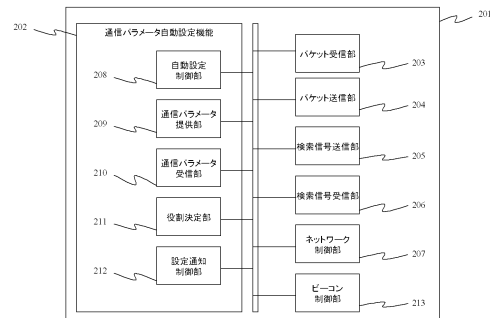 202
通信パラメータ自動設定機能
201
自動設定
制御部
208
パケット受信部
203
通信パラメータ
提供部
209
パケット送信部
204
通信パラメータ
受信部
210
検索信号送信部
205
役割決定部
211
検索信号受信部
206
設定通知
制御部
212
ネットワーク
制御部
207
ビーコン
制御部
213